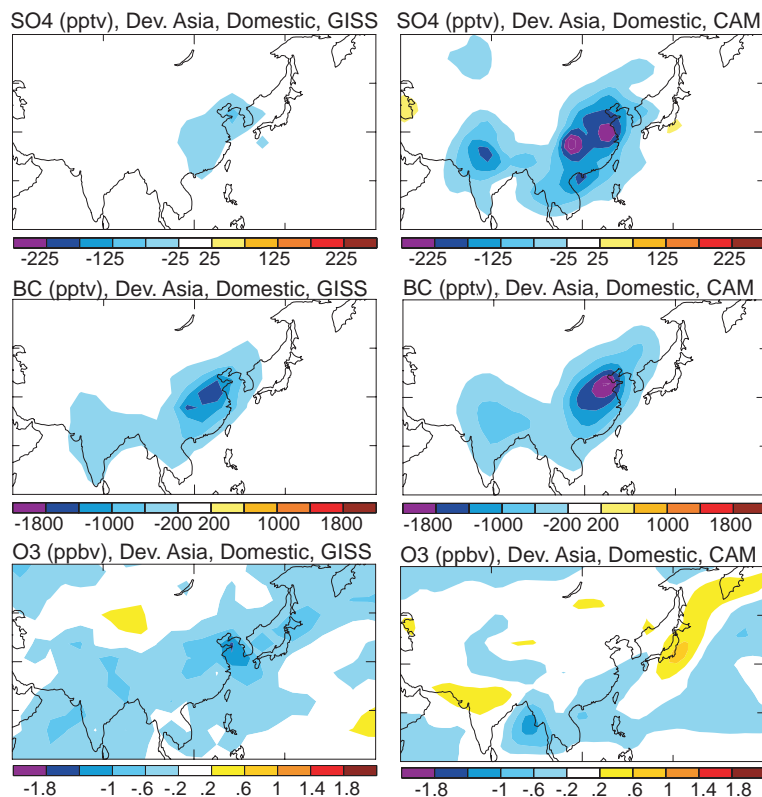 SO4 (pptv), Dev. Asia, Domestic, GISS
SO4 (pptv), Dev. Asia, Domestic, CAM
-225 -125 -25 25 125 225
-225 -125 -25 25 125 225
BC (pptv), Dev. Asia, Domestic, GISS
BC (pptv), Dev. Asia, Domestic, CAM
-1800 -1000 -200 200 1000 1800
-1800 -1000 -200 200 1000 1800
O3 (ppbv), Dev. Asia, Domestic, GISS
O3 (ppbv), Dev. Asia, Domestic, CAM
-1.8 -1 -.6 -.2 .2 .6 1 1.4 1.8
-1.8 -1 -.6 -.2 .2 .6 1 1.4 1.8